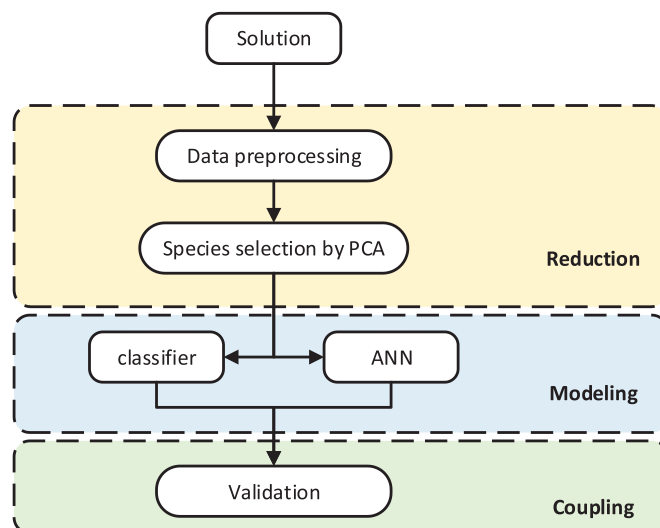 Solution
Data preprocessing
Species selection by PCA
Reduction
classifier
ANN
Modeling
Validation
Coupling